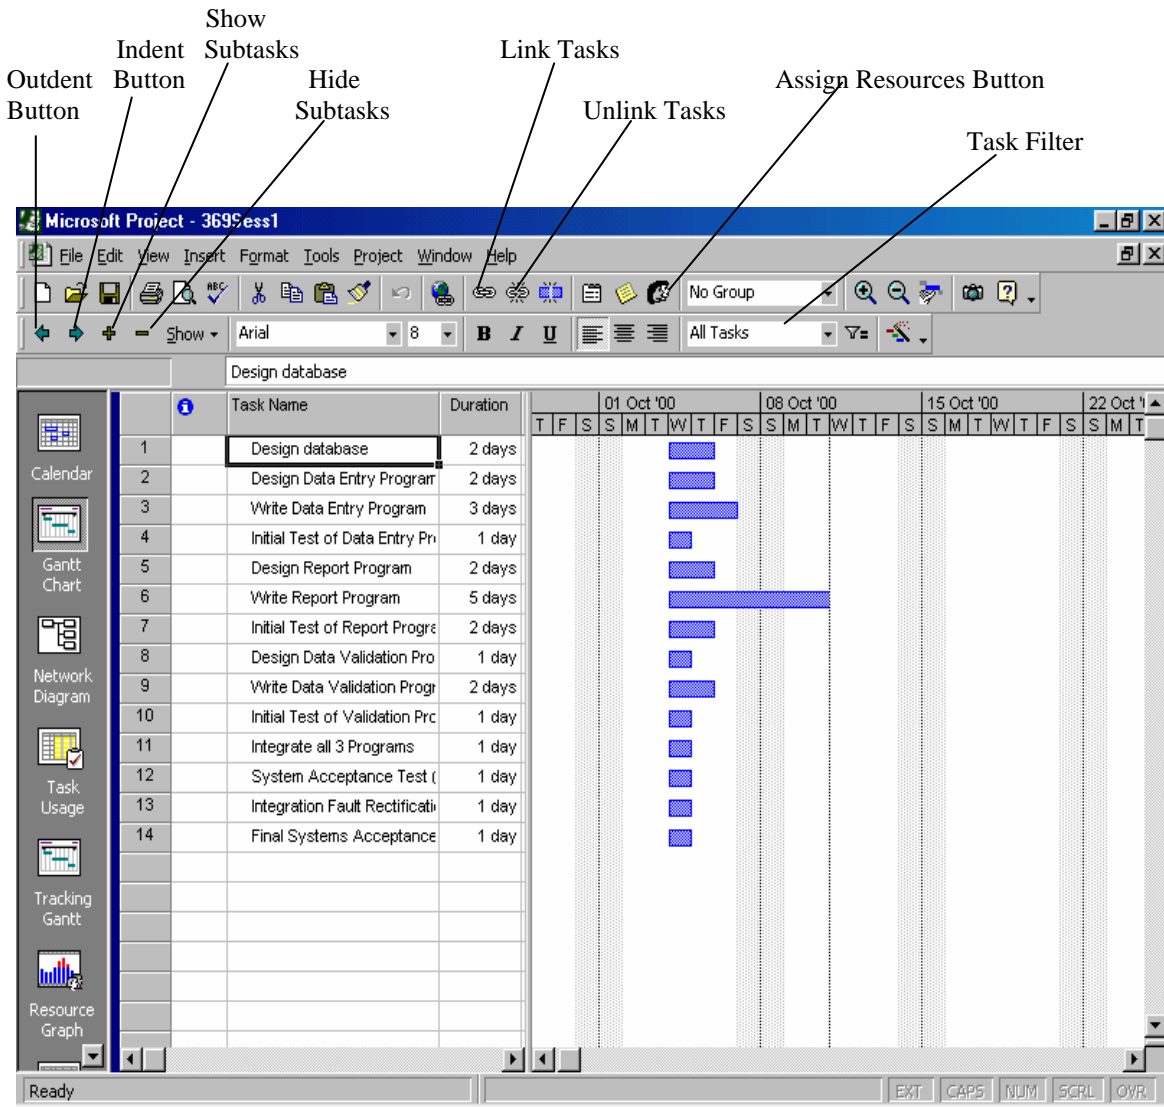 Show
Subtasks
Indent
Button
Outdent
Button
Hide
Subtasks
Link Tasks
Unlink Tasks
Assign Resources Button
Task Filter
Microsoft Project - 369Sess1
File Edit View Insert Format Tools Project Window Help
No Group
Show Arial 8 B I U All Tasks
Design database
Task Name Duration 01 Oct '00 08 Oct '00 15 Oct '00 22 Oct '
T F S S M T W T F S S M T W T F S S M T W T F S S M T
1 Design database 2 days
2 Design Data Entry Program 2 days
3 Write Data Entry Program 3 days
4 Initial Test of Data Entry Pr 1 day
5 Design Report Program 2 days
6 Write Report Program 5 days
7 Initial Test of Report Progra 2 days
8 Design Data Validation Pro 1 day
9 Write Data Validation Progr 2 days
10 Initial Test of Validation Pro 1 day
11 Integrate all 3 Programs 1 day
12 System Acceptance Test ( 1 day
13 Integration Fault Rectificati 1 day
14 Final Systems Acceptance 1 day
Calendar
Gantt
Chart
Network
Diagram
Task
Usage
Tracking
Gantt
Resource
Graph
Ready EXT CAPS NUM SCRL OVR